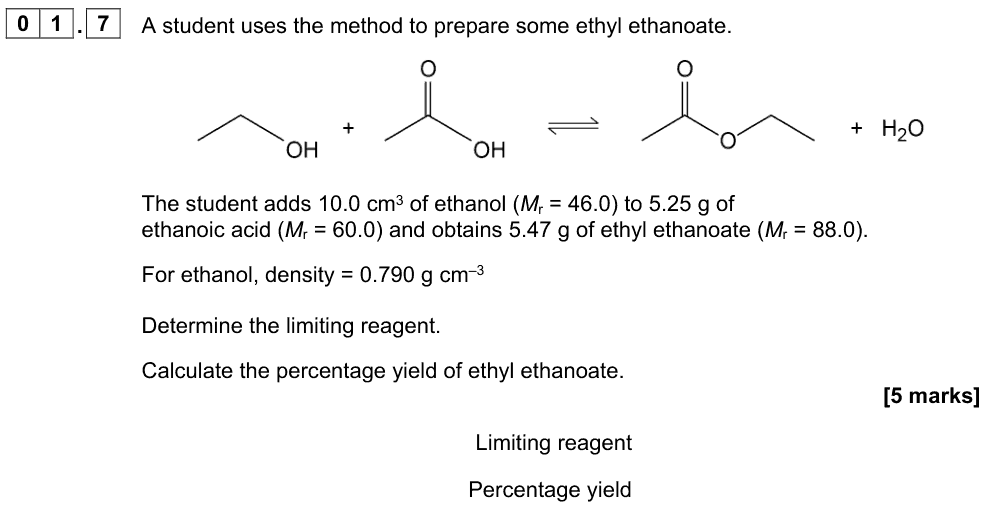 01.7 A student uses the method to prepare some ethyl ethanoate.
OH + O OH ⇌ O O + H₂O
The student adds 10.0 cm³ of ethanol (Mᵣ = 46.0) to 5.25 g of
ethanoic acid (Mᵣ = 60.0) and obtains 5.47 g of ethyl ethanoate (Mᵣ = 88.0).
For ethanol, density = 0.790 g cm⁻³
Determine the limiting reagent.
Calculate the percentage yield of ethyl ethanoate.
[5 marks]
Limiting reagent
Percentage yield